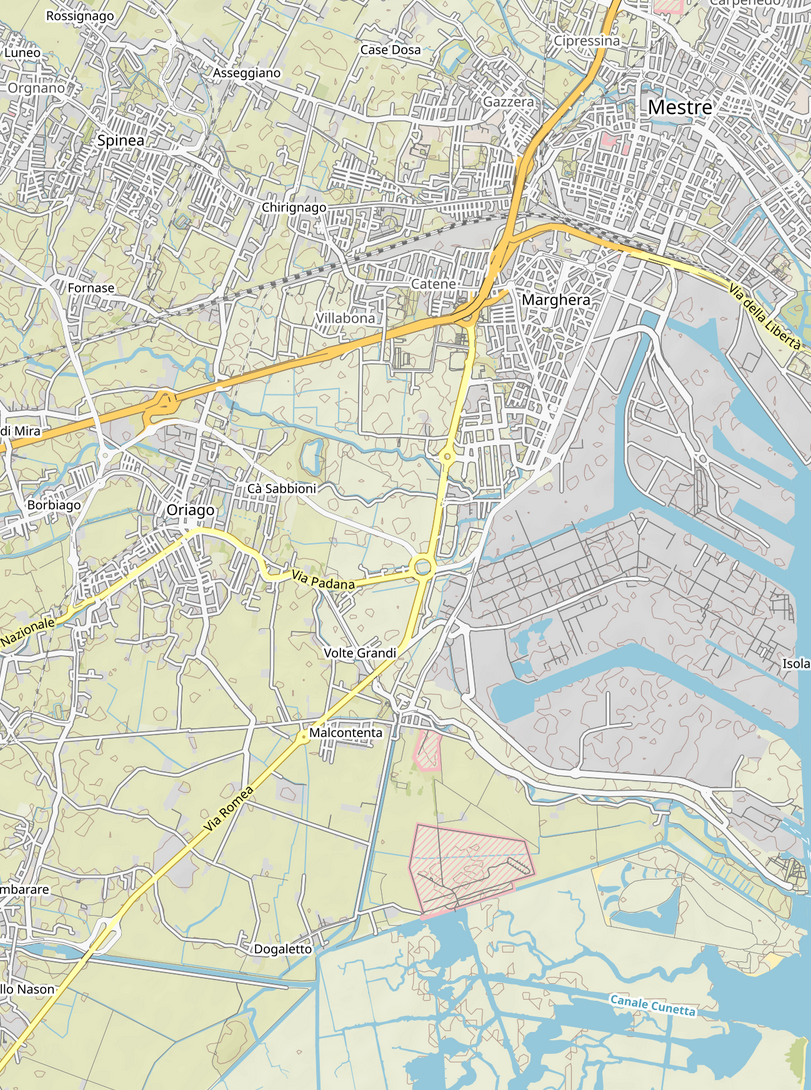 Rossignago
Carpenedo
Luneo
Case Dosa
Cipressina
Asseggiano
Orgnano
Gazzera
Mestre
Spinea
Chirignago
Fornase
Catene
Marghera
Via della Libertà
Villabona
di Mira
Cà Sabbioni
Borbiago
Oriago
Via Padana
Nazionale
Volte Grandi
Isola
Malcontenta
Via Romea
mbarare
Dogaletto
llo Nason
Canale Cunetta